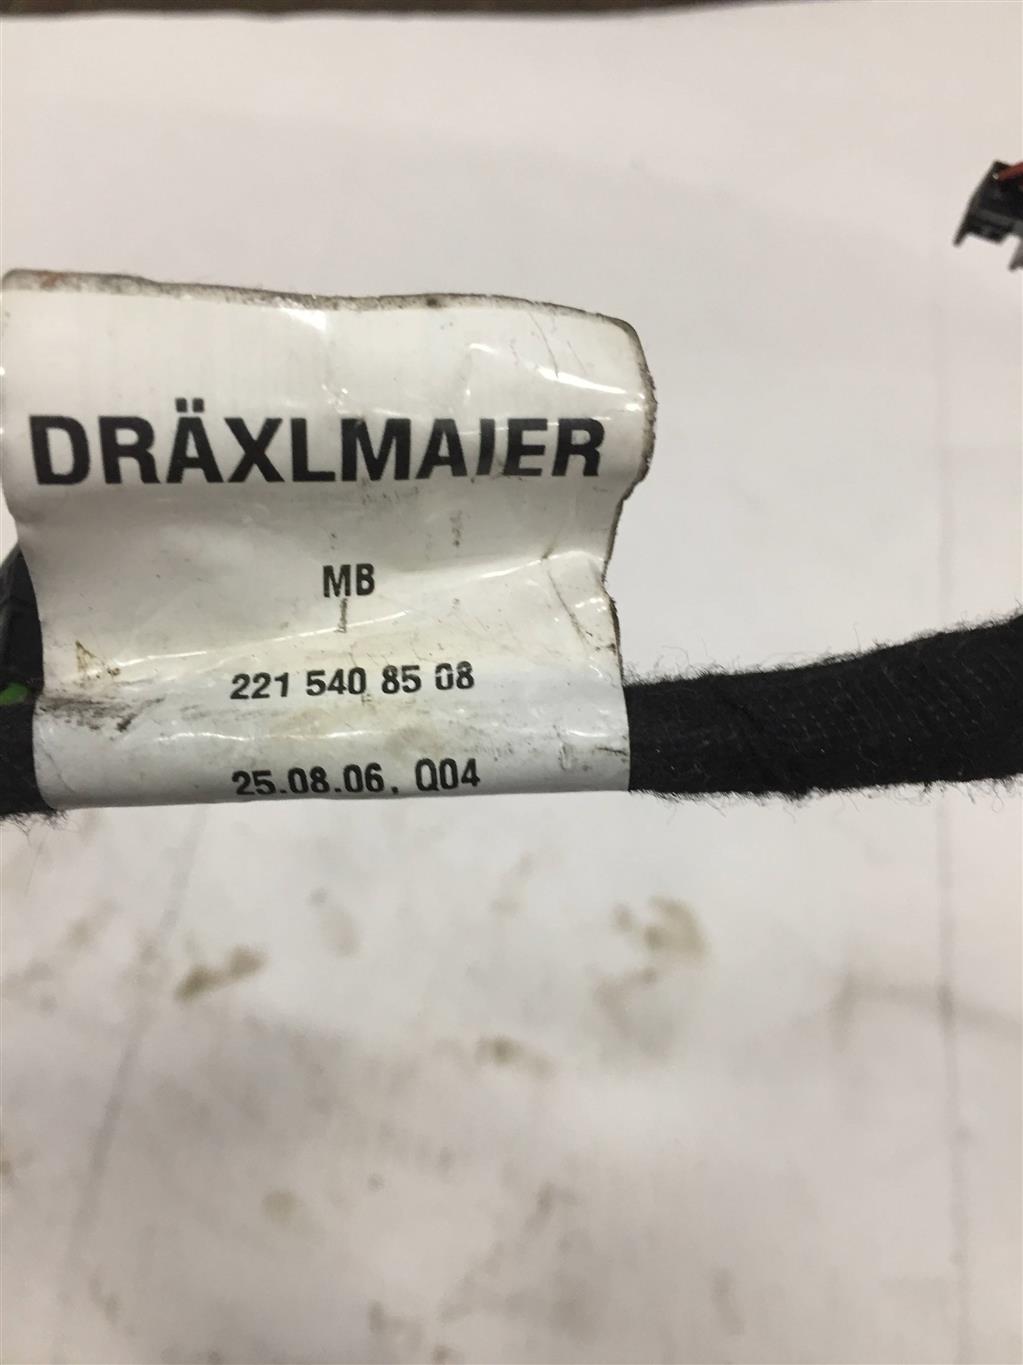 DRÄXLMAIER
MB
221 540 85 08
25.08.06, Q04